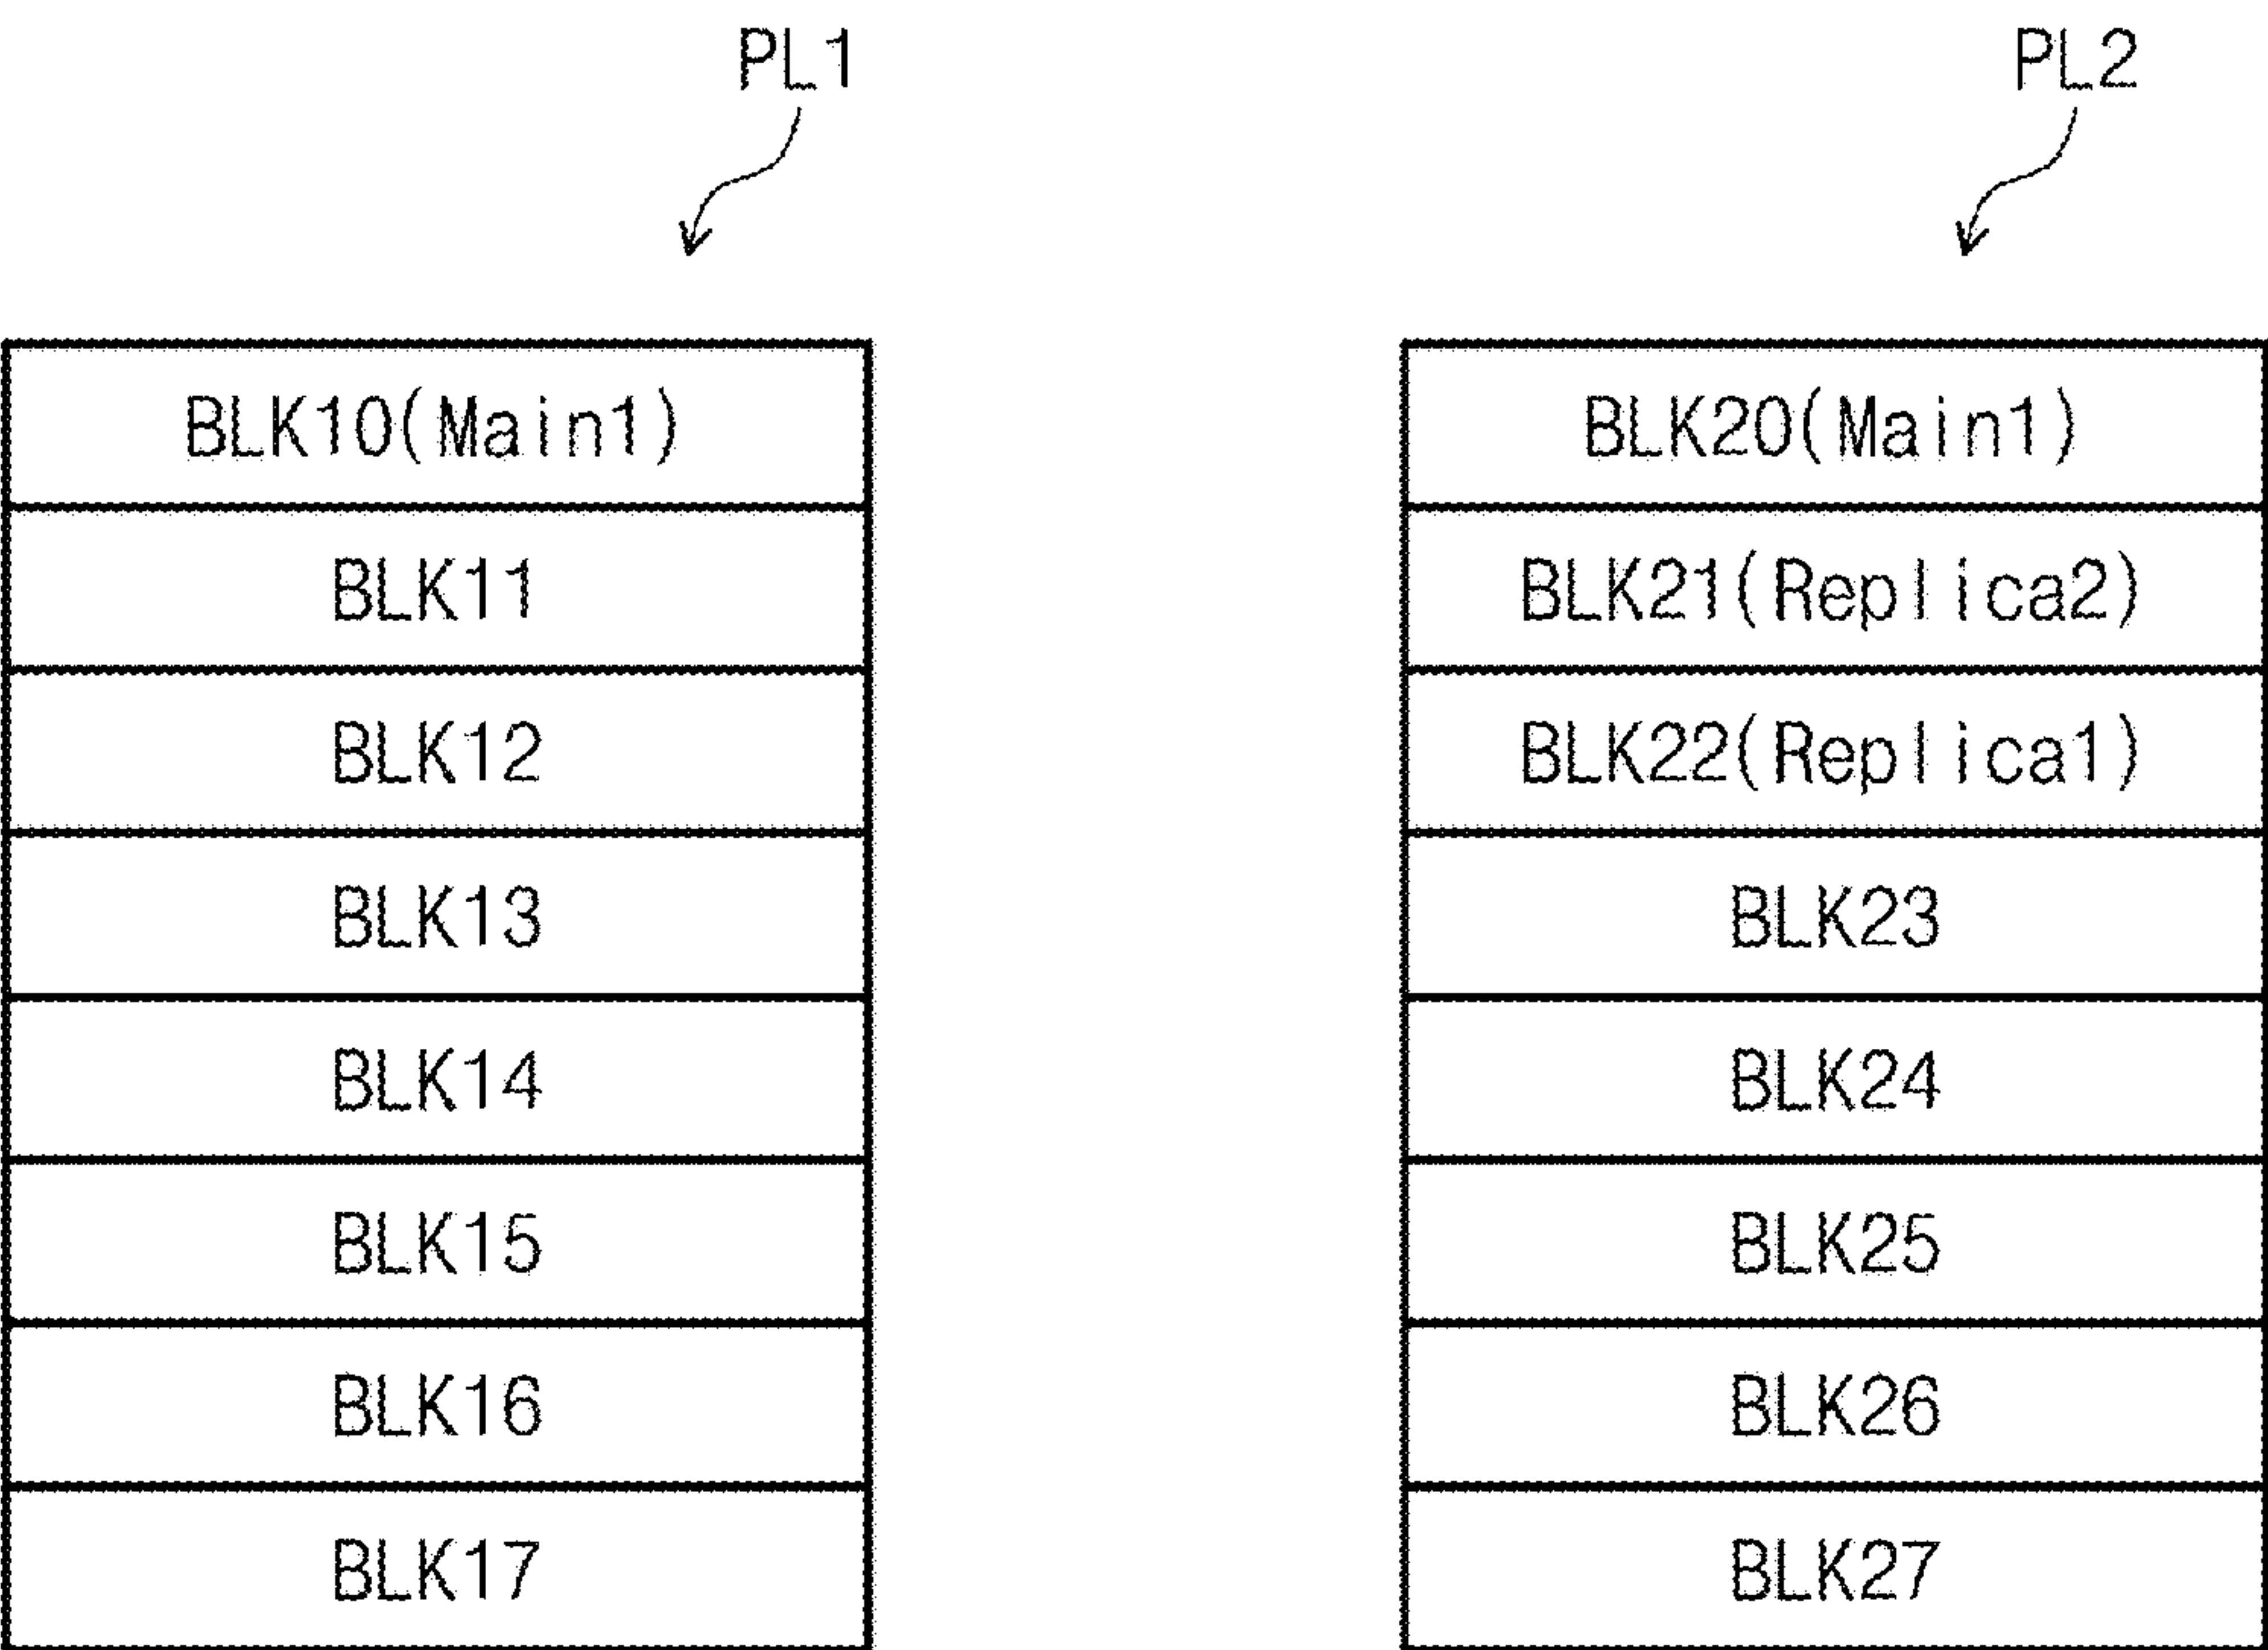 PL1
PL2
BLK10(Main1)
BLK11
BLK12
BLK13
BLK14
BLK15
BLK16
BLK17
BLK20(Main1)
BLK21(Replica2)
BLK22(Replica1)
BLK23
BLK24
BLK25
BLK26
BLK27